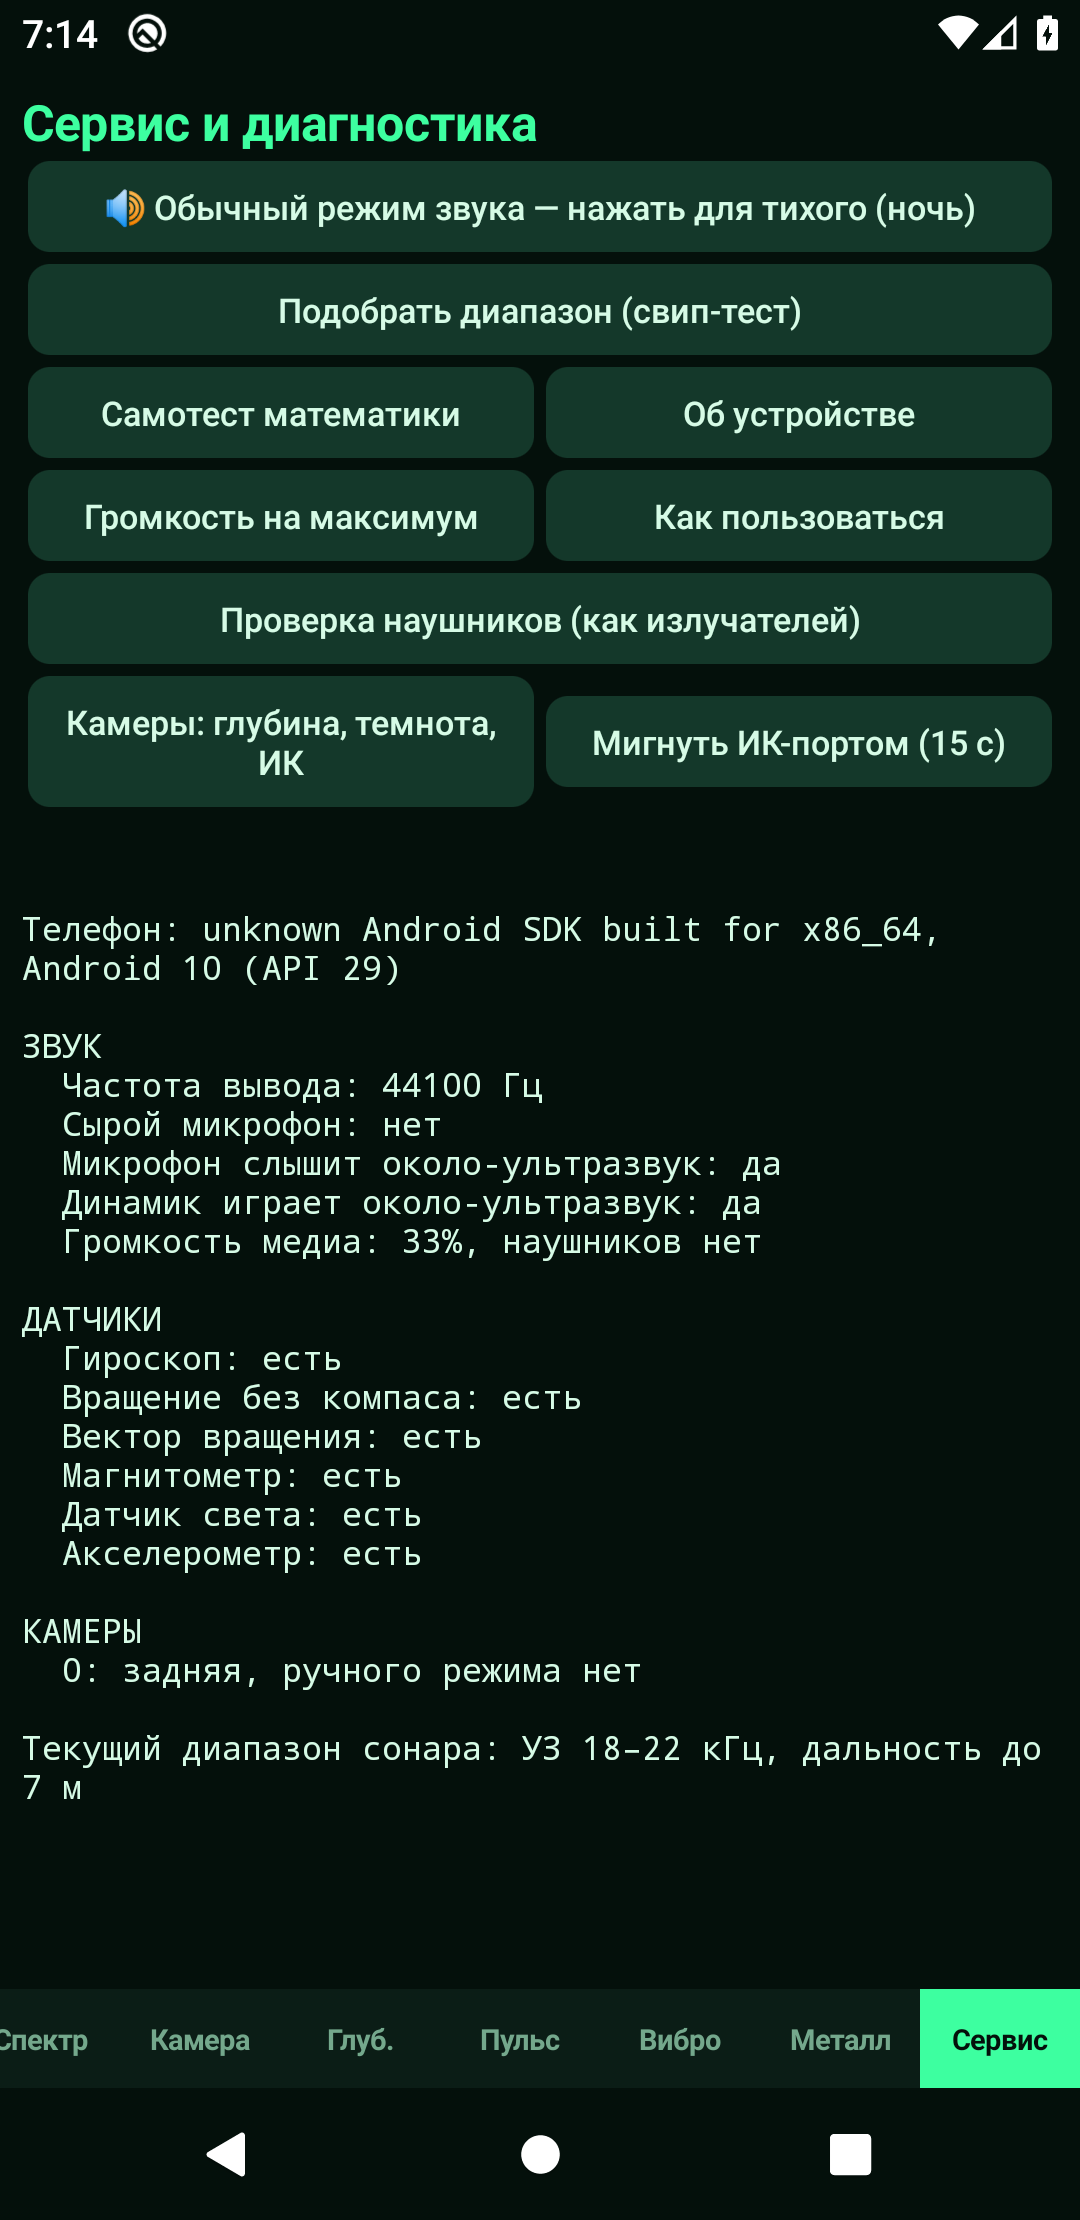 7:14
Сервис и диагностика
🔊 Обычный режим звука — нажать для тихого (ночь)
Подобрать диапазон (свип-тест)
Самотест математики
Об устройстве
Громкость на максимум
Как пользоваться
Проверка наушников (как излучателей)
Камеры: глубина, темнота,
ИК
Мигнуть ИК-портом (15 с)
Телефон: unknown Android SDK built for x86_64,
Android 10 (API 29)
ЗВУК
Частота вывода: 44100 Гц
Сырой микрофон: нет
Микрофон слышит около-ультразвук: да
Динамик играет около-ультразвук: да
Громкость медиа: 33%, наушников нет
ДАТЧИКИ
Гироскоп: есть
Вращение без компаса: есть
Вектор вращения: есть
Магнитометр: есть
Датчик света: есть
Акселерометр: есть
КАМЕРЫ
0: задняя, ручного режима нет
Текущий диапазон сонара: УЗ 18–22 кГц, дальность до
7 м
Спектр
Камера
Глуб.
Пульс
Вибро
Металл
Сервис